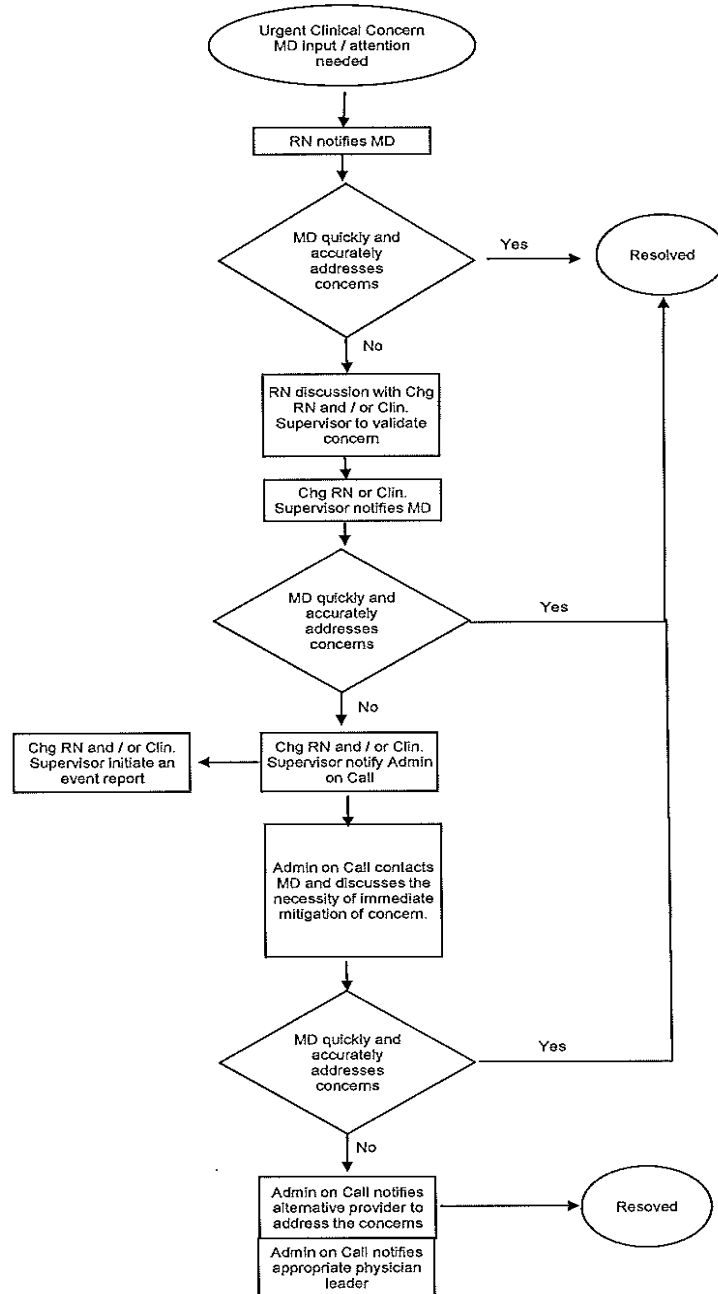 Urgent Clinical Concern
MD input / attention
needed
RN notifies MD
MD quickly and
accurately
addresses
concerns
Yes
Resolved
No
RN discussion with Chg
RN and / or Clin.
Supervisor to validate
concern
Chg RN or Clin.
Supervisor notifies MD
MD quickly and
accurately
addresses
concerns
Yes
No
Chg RN and / or Clin.
Supervisor initiate an
event report
Chg RN and / or Clin.
Supervisor notify Admin
on Call
Admin on Call contacts
MD and discusses the
necessity of immediate
mitigation of concern.
MD quickly and
accurately
addresses
concerns
Yes
No
Admin on Call notifies
alternative provider to
address the concerns
Resoved
Admin on Call notifies
appropriate physician
leader